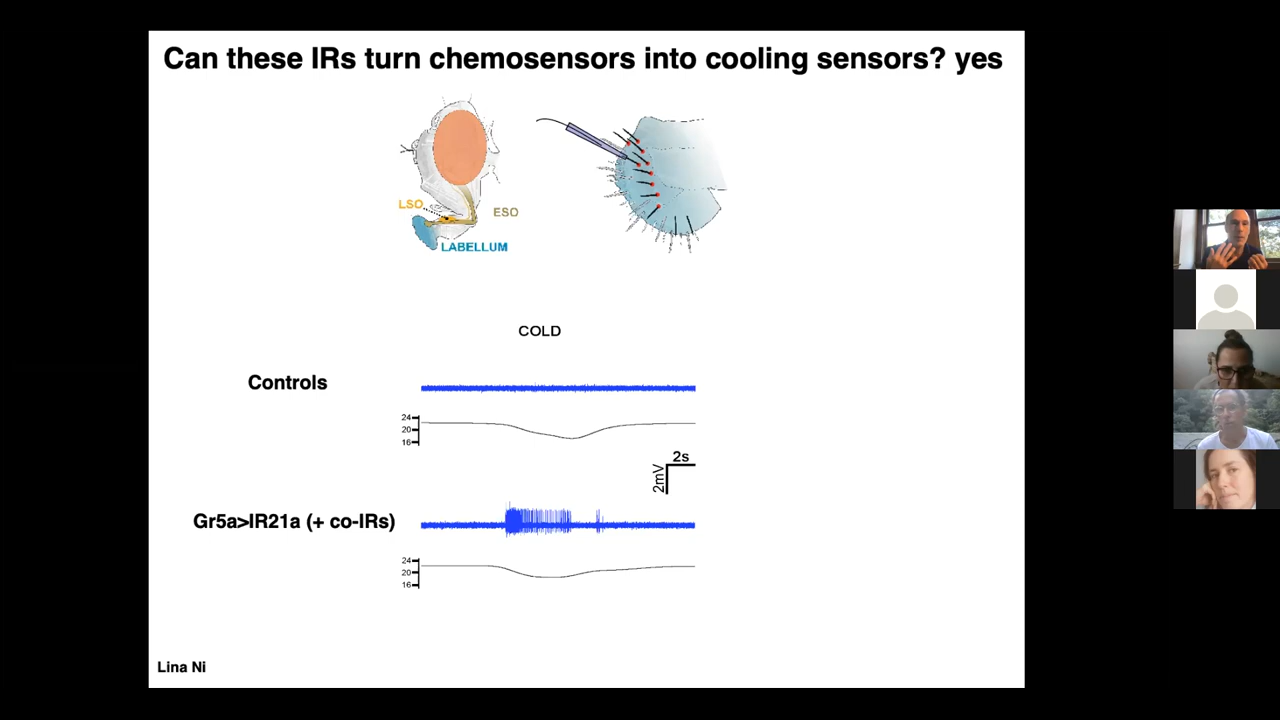 Can these IRs turn chemosensors into cooling sensors? yes
LSO
ESO
LABELLUM
COLD
Controls
24
20
16
2s
2mV
Gr5a>IR21a (+ co-IRs)
24
20
16
Lina Ni